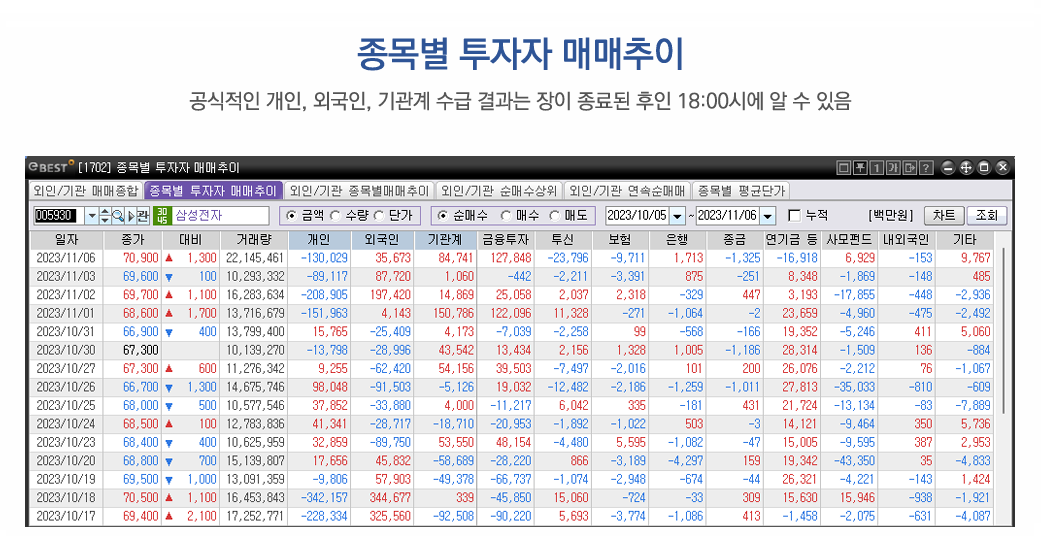 종목별 투자자 매매추이
공식적인 개인, 외국인, 기관계 수급 결과는 장이 종료된 후인 18:00시에 알 수 있음
eBEST [1702] 종목별 투자자 매매추이 1 가 ?
외인/기관 매매종합 종목별 투자자 매매추이 외인/기관 종목별매매추이 외인/기관 순매수상위 외인/기관 연속순매매 종목별 평균단가
005930 관 30 45 삼성전자 금액 수량 단가 순매수 매수 매도 2023/10/05 ~ 2023/11/06 누적 [백만원] 차트 조회
일자 종가 대비 거래량 개인 외국인 기관계 금융투자 투신 보험 은행 종금 연기금 등 사모펀드 내외국인 기타
2023/11/06 70,900 ▲ 1,300 22,145,461 -130,029 35,673 84,741 127,848 -23,796 -9,711 1,713 -1,325 -16,918 6,929 -153 9,767
2023/11/03 69,600 ▼ 100 10,293,332 -89,117 87,720 1,060 -442 -2,211 -3,391 875 -251 8,348 -1,869 -148 485
2023/11/02 69,700 ▲ 1,100 16,283,634 -208,905 197,420 14,869 25,058 2,037 2,318 -329 447 3,193 -17,855 -448 -2,936
2023/11/01 68,600 ▲ 1,700 13,716,679 -151,963 4,143 150,786 122,096 11,328 -271 -1,064 -2 23,659 -4,960 -475 -2,492
2023/10/31 66,900 ▼ 400 13,799,400 15,765 -25,409 4,173 -7,039 -2,258 99 -568 -166 19,352 -5,246 411 5,060
2023/10/30 67,300 10,139,270 -13,798 -28,996 43,542 13,434 2,156 1,328 1,005 -1,186 28,314 -1,509 136 -884
2023/10/27 67,300 ▲ 600 11,276,342 9,255 -62,420 54,156 39,503 -7,497 -2,016 101 200 26,076 -2,212 76 -1,067
2023/10/26 66,700 ▼ 1,300 14,675,746 98,048 -91,503 -5,126 19,032 -12,482 -2,186 -1,259 -1,011 27,813 -35,033 -810 -609
2023/10/25 68,000 ▼ 500 10,577,546 37,852 -33,880 4,000 -11,217 6,042 335 -181 431 21,724 -13,134 -83 -7,889
2023/10/24 68,500 ▲ 100 12,783,836 41,341 -28,717 -18,710 -20,953 -1,892 -1,022 503 -3 14,121 -9,464 350 5,736
2023/10/23 68,400 ▼ 400 10,625,959 32,859 -89,750 53,550 48,154 -4,480 5,595 -1,082 -47 15,005 -9,595 387 2,953
2023/10/20 68,800 ▼ 700 15,139,807 17,656 45,832 -58,689 -28,220 866 -3,189 -4,297 159 19,342 -43,350 35 -4,833
2023/10/19 69,500 ▼ 1,000 13,091,359 -9,806 57,903 -49,378 -66,737 -1,074 -2,948 -674 -44 26,321 -4,221 -143 1,424
2023/10/18 70,500 ▲ 1,100 16,453,843 -342,157 344,677 339 -45,850 15,060 -724 -33 309 15,630 15,946 -938 -1,921
2023/10/17 69,400 ▲ 2,100 17,252,771 -228,334 325,560 -92,508 -90,220 5,693 -3,774 -1,086 413 -1,458 -2,075 -631 -4,087